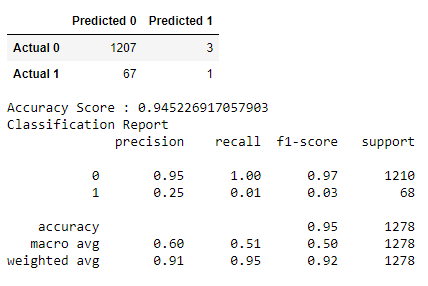 Predicted 0 Predicted 1
Actual 0 1207 3
Actual 1 67 1
Accuracy Score : 0.945226917057903
Classification Report
precision recall f1-score support
0 0.95 1.00 0.97 1210
1 0.25 0.01 0.03 68
accuracy 0.95 1278
macro avg 0.60 0.51 0.50 1278
weighted avg 0.91 0.95 0.92 1278